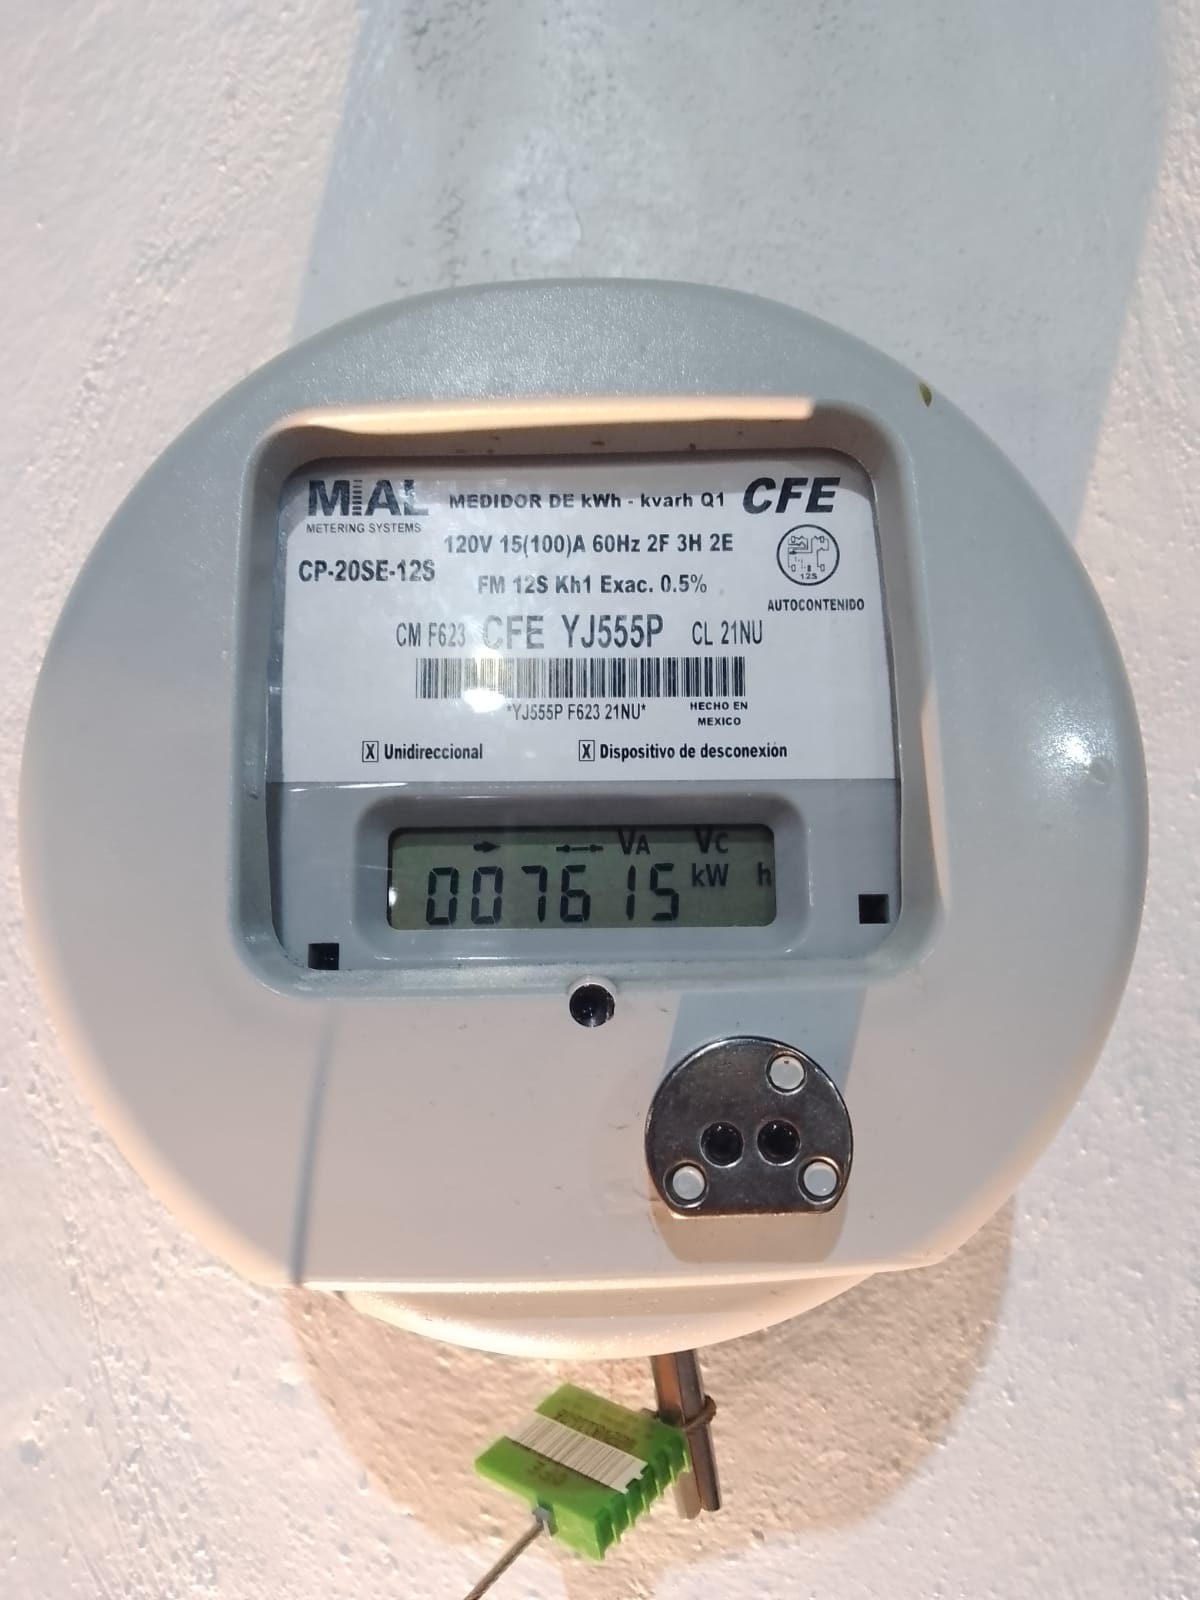 MIAL
METERING SYSTEMS
MEDIDOR DE kWh - kvarh Q1
CFE
120V 15(100)A 60Hz 2F 3H 2E
CP-20SE-12S
FM 12S Kh1 Exac. 0.5%
12S
AUTOCONTENIDO
CM F623 CFE YJ555P CL 21NU
*YJ555P F623 21NU*
HECHO EN
MEXICO
X Unidireccional
X Dispositivo de desconexión
VA VC
007615 kW h
CFE